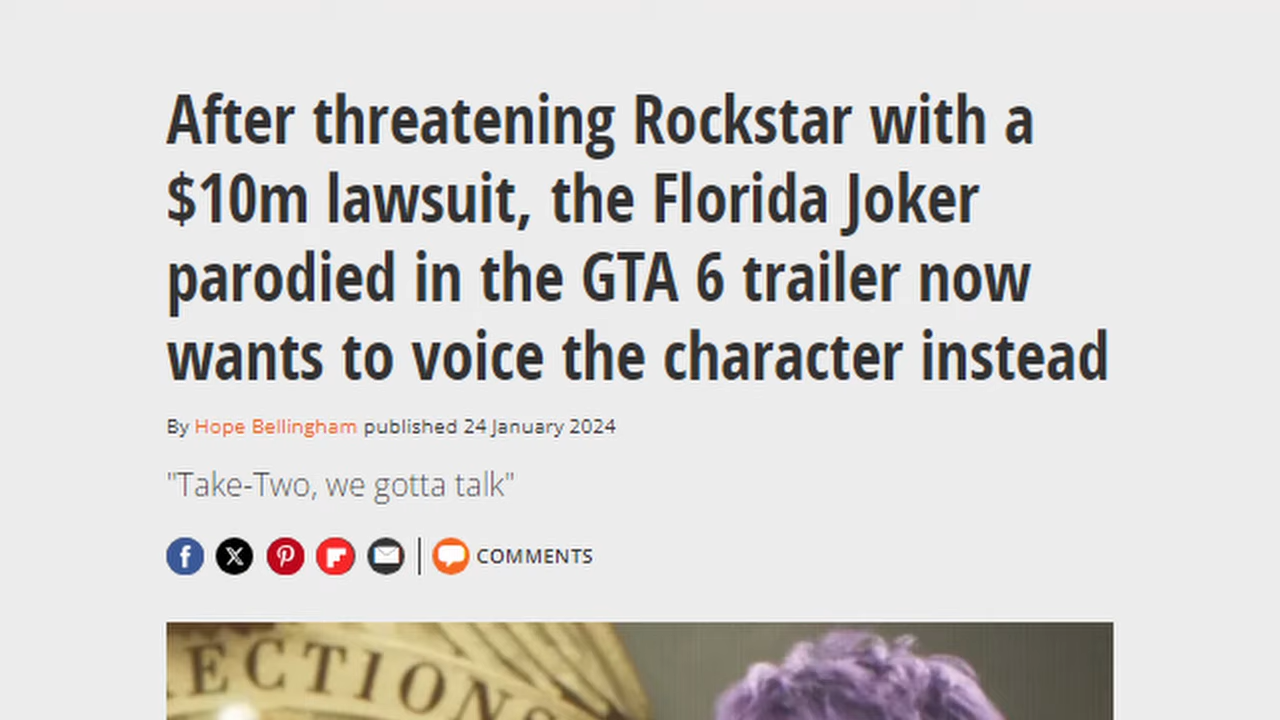 After threatening Rockstar with a
$10m lawsuit, the Florida Joker
parodied in the GTA 6 trailer now
wants to voice the character instead
By Hope Bellingham published 24 January 2024
"Take-Two, we gotta talk"
COMMENTS
ECTIONS